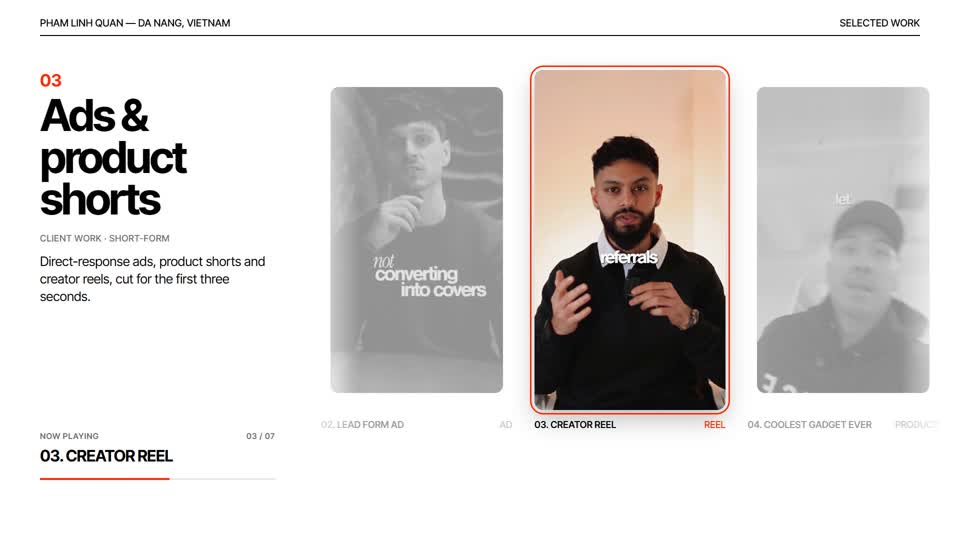 PHAM LINH QUAN — DA NANG, VIETNAM
SELECTED WORK
03
Ads &
product
shorts
CLIENT WORK · SHORT-FORM
Direct-response ads, product shorts and
creator reels, cut for the first three
seconds.
NOW PLAYING
03 / 07
03. CREATOR REEL
not
converting
into covers
02. LEAD FORM AD
AD
referrals
03. CREATOR REEL
REEL
let
04. COOLEST GADGET EVER
PRODUCT